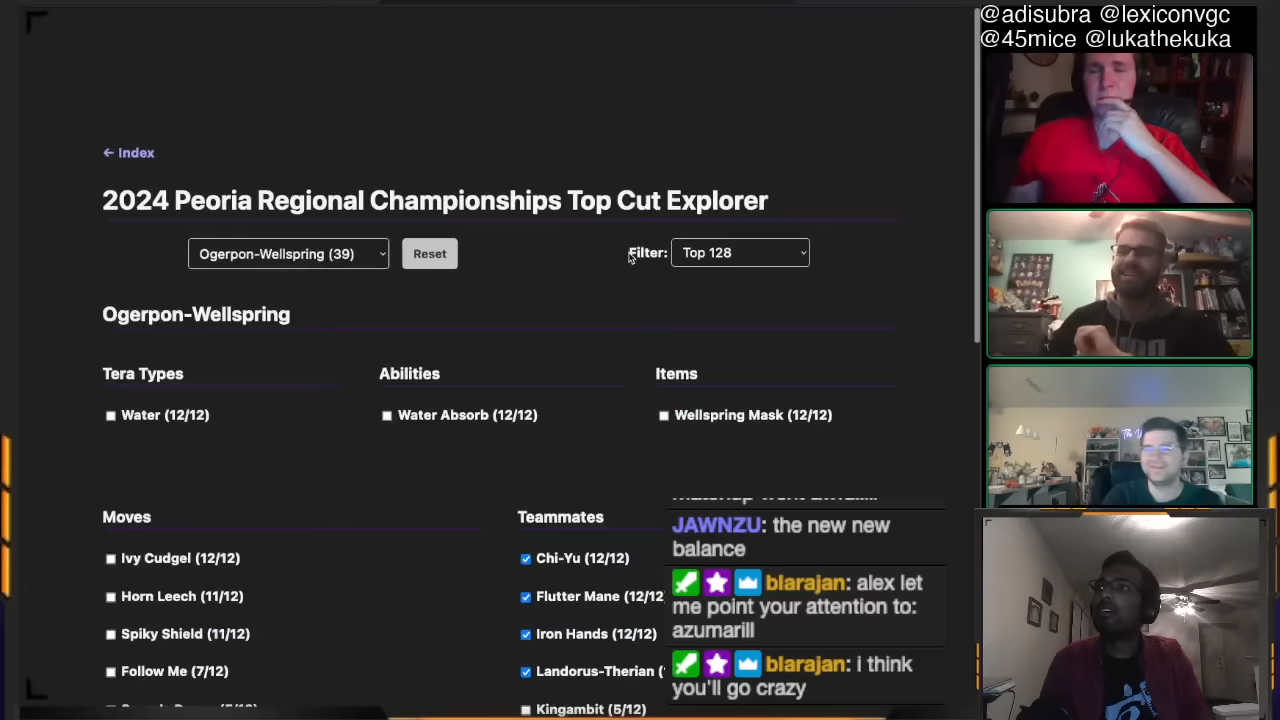 @adisubra @lexiconvgc
@45mice @lukathekuka
← Index
2024 Peoria Regional Championships Top Cut Explorer
Ogerpon-Wellspring (39)
Reset
Filter:
Top 128
Ogerpon-Wellspring
Tera Types
Abilities
Items
Water (12/12)
Water Absorb (12/12)
Wellspring Mask (12/12)
Moves
Teammates
Ivy Cudgel (12/12)
Horn Leech (11/12)
Spiky Shield (11/12)
Follow Me (7/12)
Chi-Yu (12/12)
Flutter Mane (12/12
Iron Hands (12/12)
Landorus-Therian (
Kingambit (5/12)
JAWNZU: the new new
balance
blarajan: alex let
me point your attention to:
azumarill
blarajan: i think
you'll go crazy